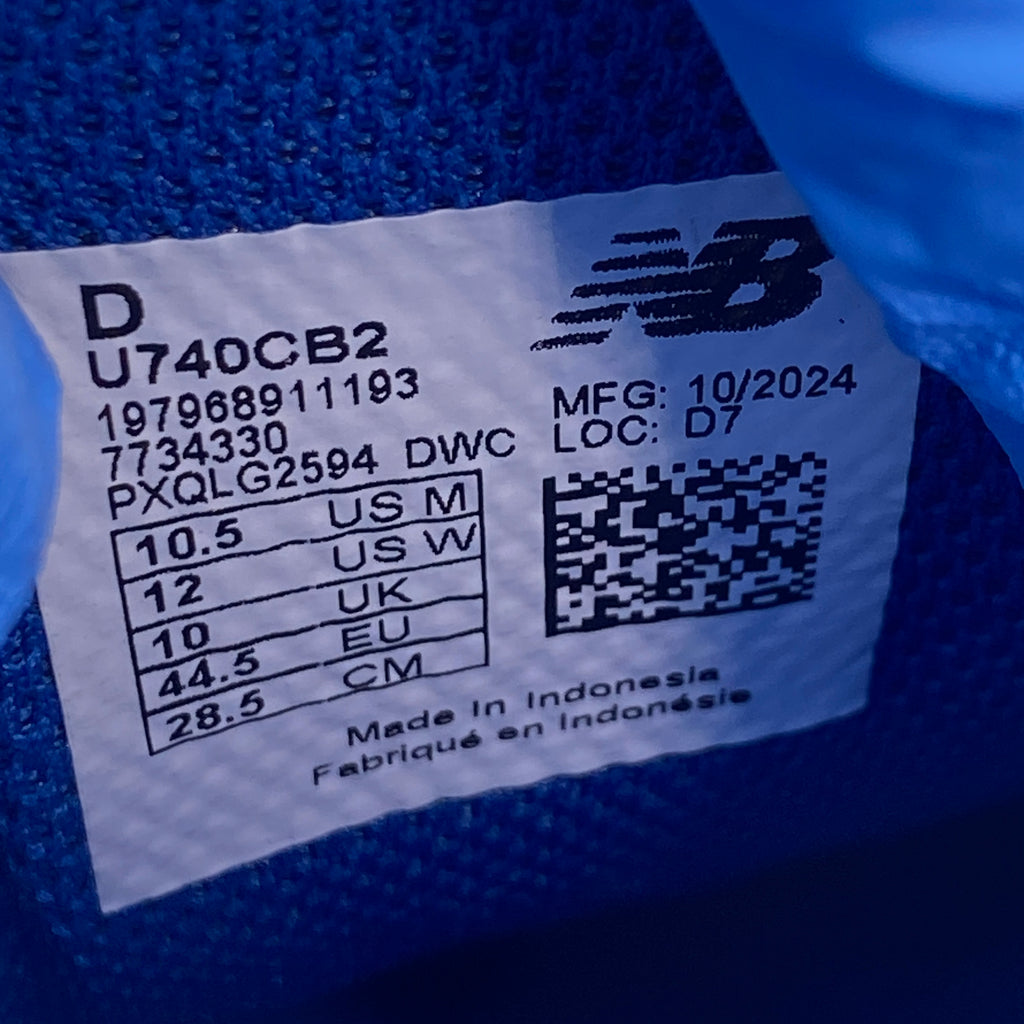 D
U740CB2
197968911193
7734330
PXQLG2594 DWC
10.5 US M
12 US W
10 UK
44.5 EU
28.5 CM
NB
MFG: 10/2024
LOC: D7
Made In Indonesia
Fabriqué en Indonésie